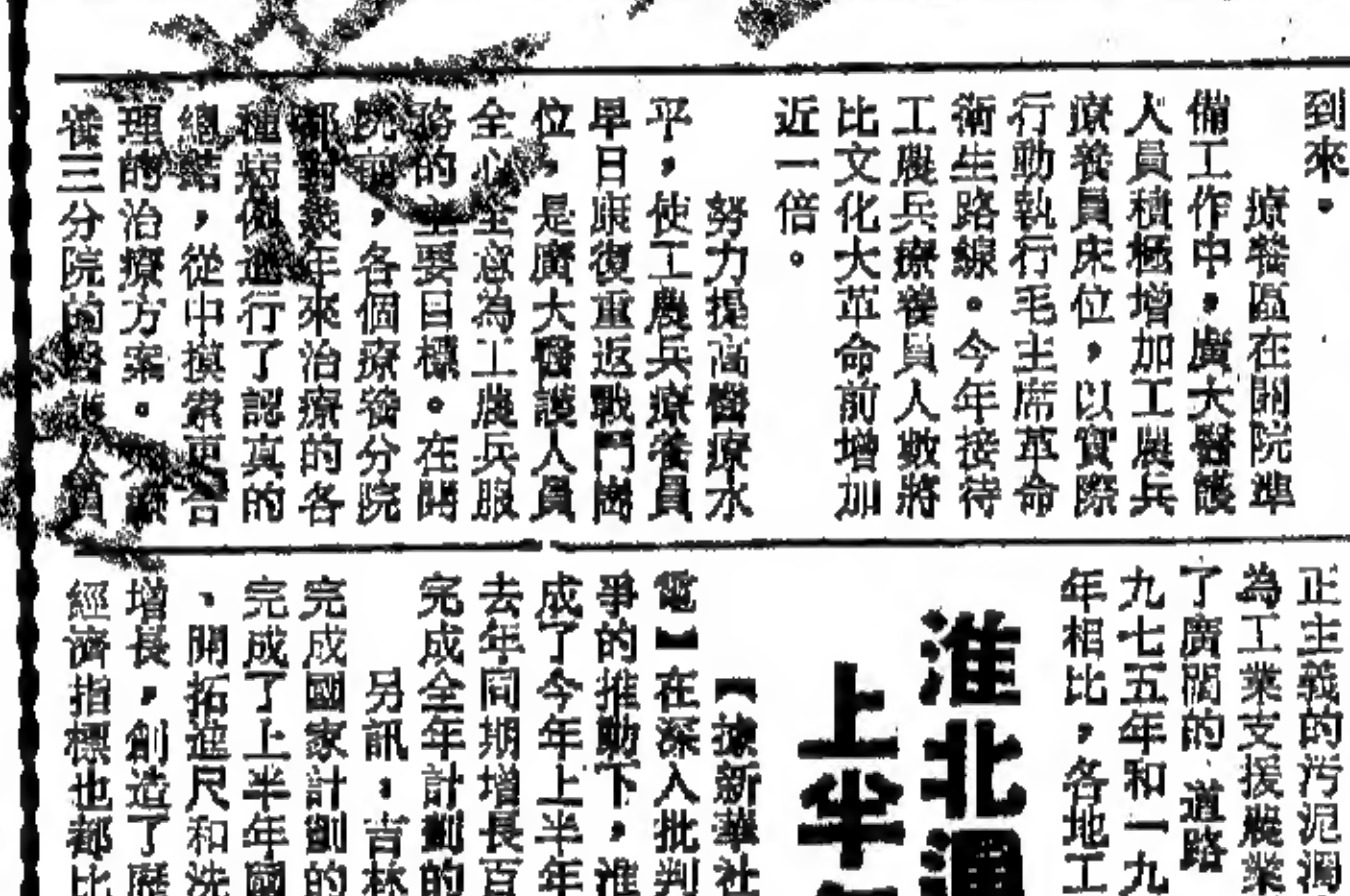 到來。
療養區在開院準
備工作中，廣大醫護
人員積極增加工農兵
療養員床位，以實際
行動執行毛主席革命
衛生路線。今年接待
工農兵療養員人數將
比文化大革命前增加
近一倍。
努力提高醫療水
平，使工農兵療養員
早日康復重返戰鬥崗
位，是廣大醫護人員
全心全意為工農兵服
務的主要目標。在開
院前，各個療養分院
都對幾年來治療的各
種病例進行了認真的
總結，從中摸索更合
理的治療方案。療
養三分院的醫護人員
正主義的污泥濁
為工業支援農業
了廣闊的道路
九七五年和一九
年相比，各地工
淮北
上半
【據新華社
電】在深入批判
爭的推動下，淮
成了今年上半年
去年同期增長百
完成全年計劃的
另訊：吉林
完成國家計劃的
完成了上半年國
、開拓進尺和洗
增長，創造了歷
經濟指標也都比